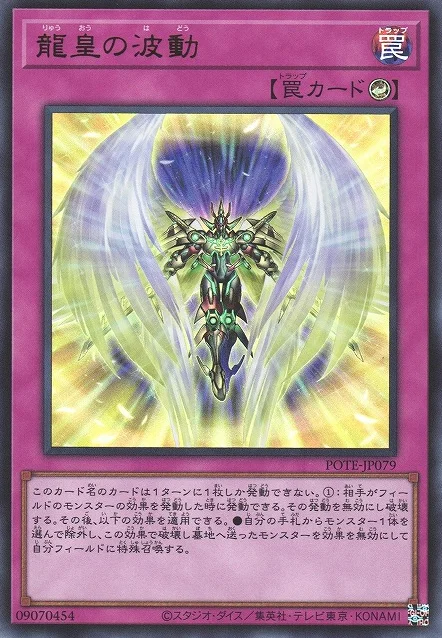 龍皇の波動
りゅう おう は どう
トラップ
罠
【罠カード】
トラップ
POTE-JP079
このカード名のカードは1ターンに1枚しか発動できない。①:相手がフィー
ルドのモンスターの効果を発動した時に発動できる。その発動を無効にし破壊
する。その後、以下の効果を適用できる。●自分の手札からモンスター1体を
選んで除外し、この効果で破壊し墓地へ送ったモンスターを効果を無効にして
自分フィールドに特殊召喚する。
09070454
©スタジオ・ダイス/集英社・テレビ東京・KONAMI